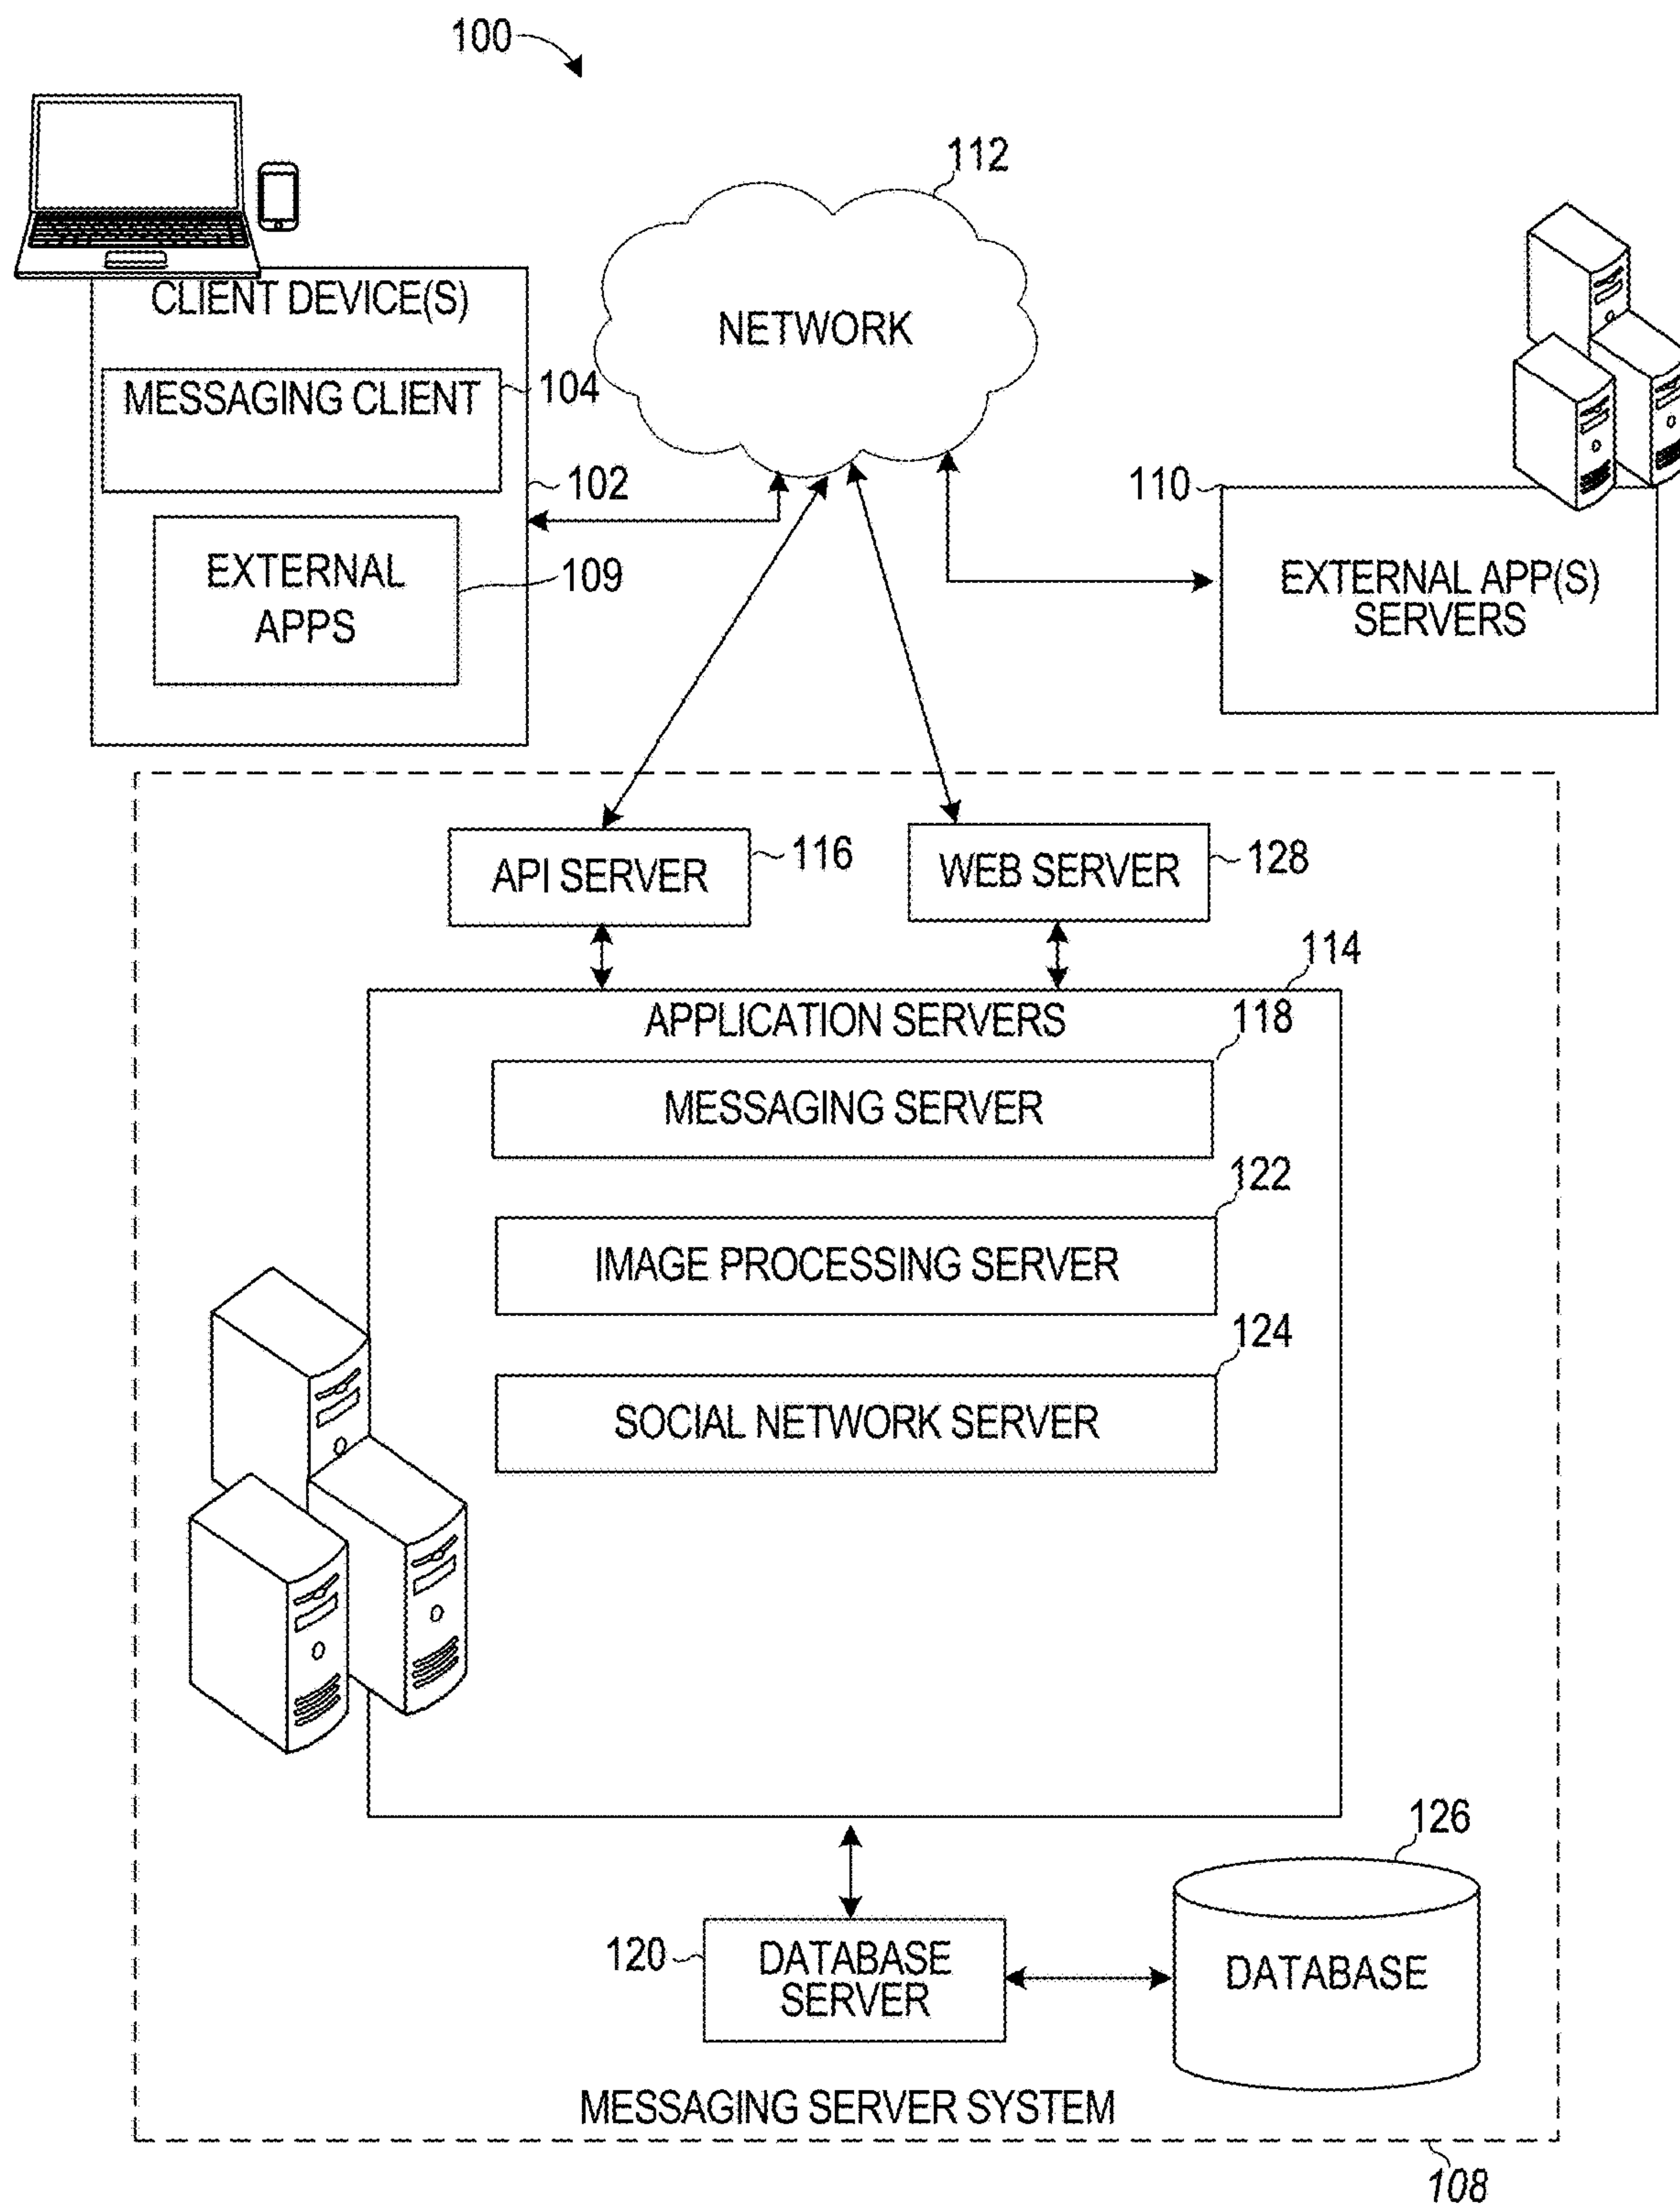 100
112
CLIENT DEVICE(S)
NETWORK
MESSAGING CLIENT
104
102
110
EXTERNAL
APPS
109
EXTERNAL APP(S)
SERVERS
API SERVER
116
WEB SERVER
128
114
APPLICATION SERVERS
118
MESSAGING SERVER
122
IMAGE PROCESSING SERVER
124
SOCIAL NETWORK SERVER
126
120
DATABASE
SERVER
DATABASE
MESSAGING SERVER SYSTEM
108